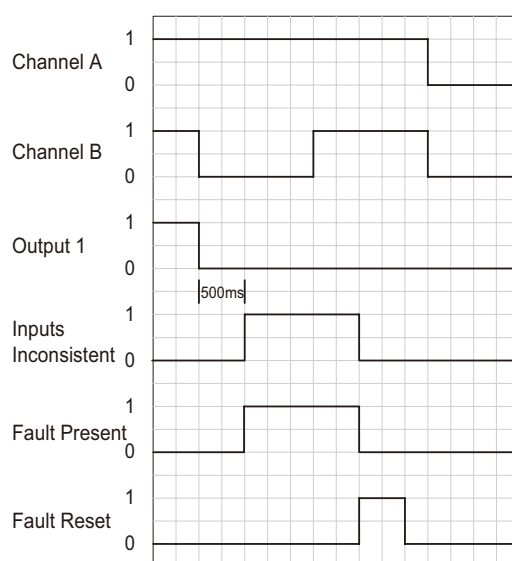 1
Channel A
0
1
Channel B
0
1
Output 1
0
500ms
1
Inputs
Inconsistent 0
1
Fault Present
0
1
Fault Reset
0